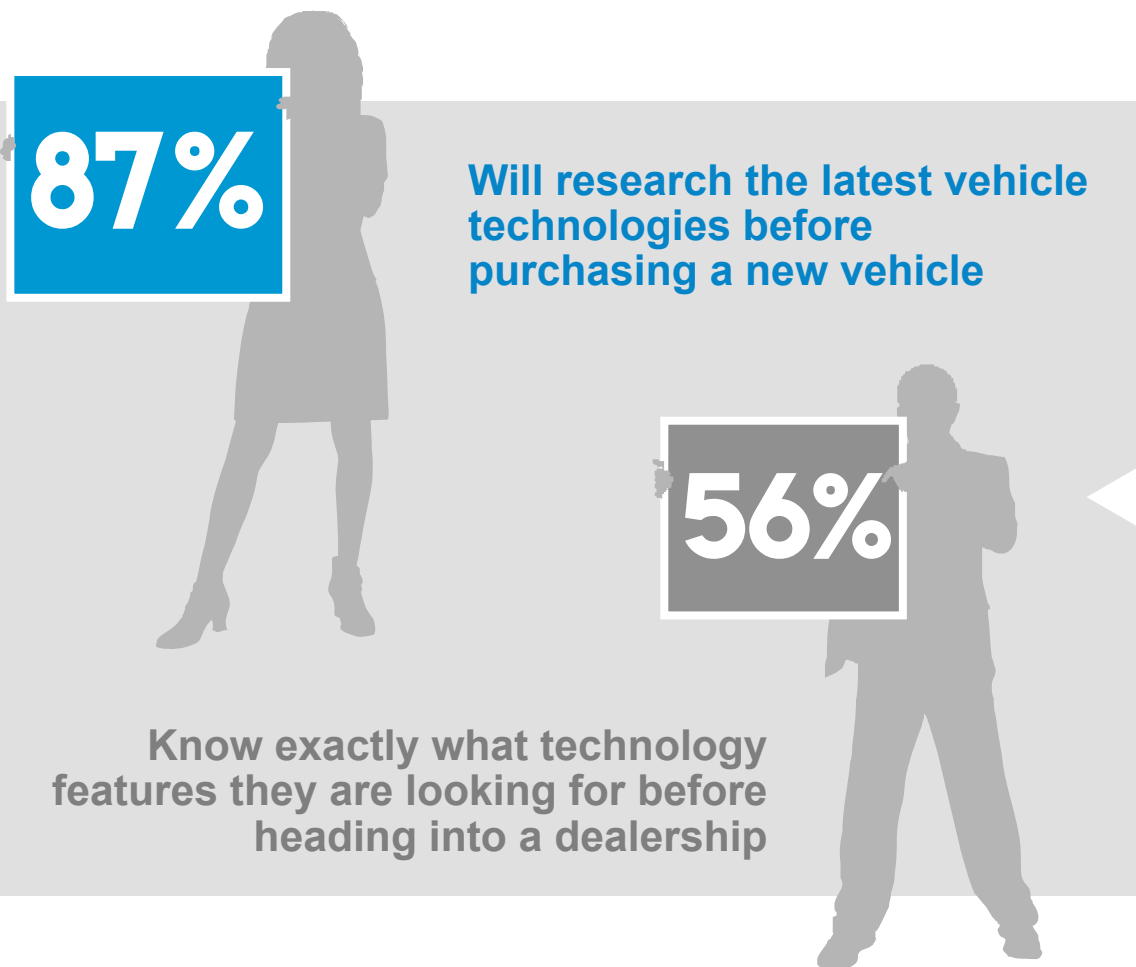 87%
Will research the latest vehicle
technologies before
purchasing a new vehicle
56%
Know exactly what technology
features they are looking for before
heading into a dealership